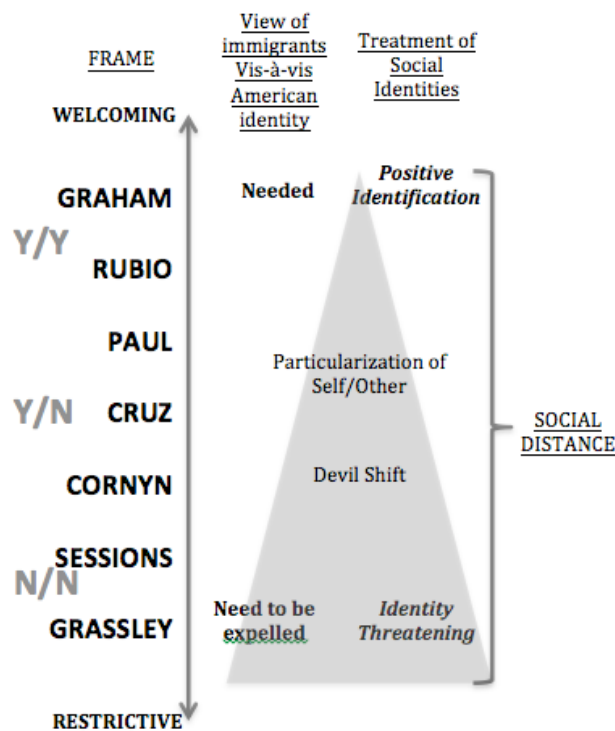 FRAME
View of
immigrants
Vis-à-vis
American
identity
Treatment of
Social
Identities
WELCOMING
GRAHAM
Needed
Positive
Identification
Y/Y
RUBIO
PAUL
Particularization of
Self/Other
Y/N
CRUZ
SOCIAL
DISTANCE
CORNYN
Devil Shift
SESSIONS
N/N
GRASSLEY
Need to be
expelled
Identity
Threatening
RESTRICTIVE